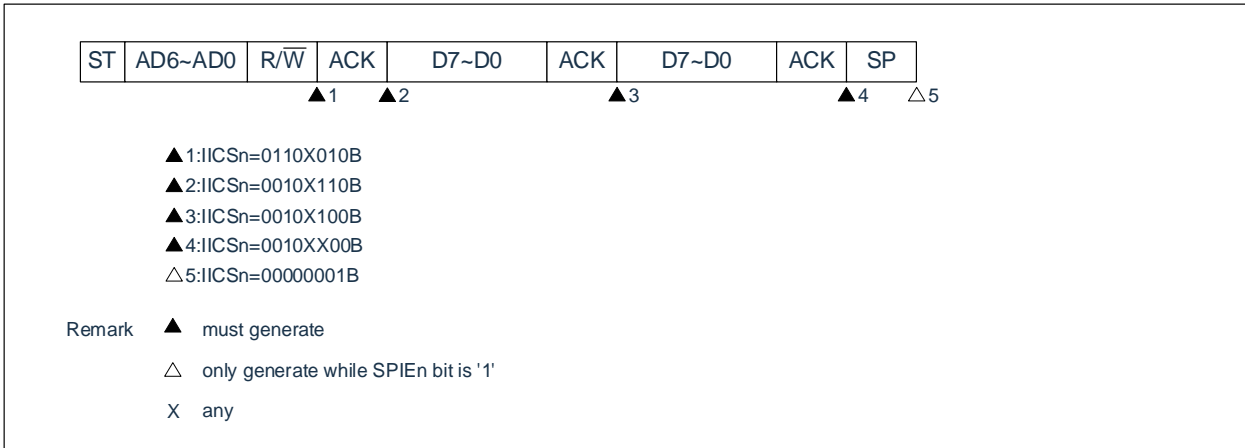 ST AD6~AD0 R/W̅ ACK D7~D0 ACK D7~D0 ACK SP
▲1 ▲2 ▲3 ▲4 △5
▲1:IICSn=0110X010B
▲2:IICSn=0010X110B
▲3:IICSn=0010X100B
▲4:IICSn=0010XX00B
△5:IICSn=00000001B
Remark ▲ must generate
△ only generate while SPIEn bit is '1'
X any